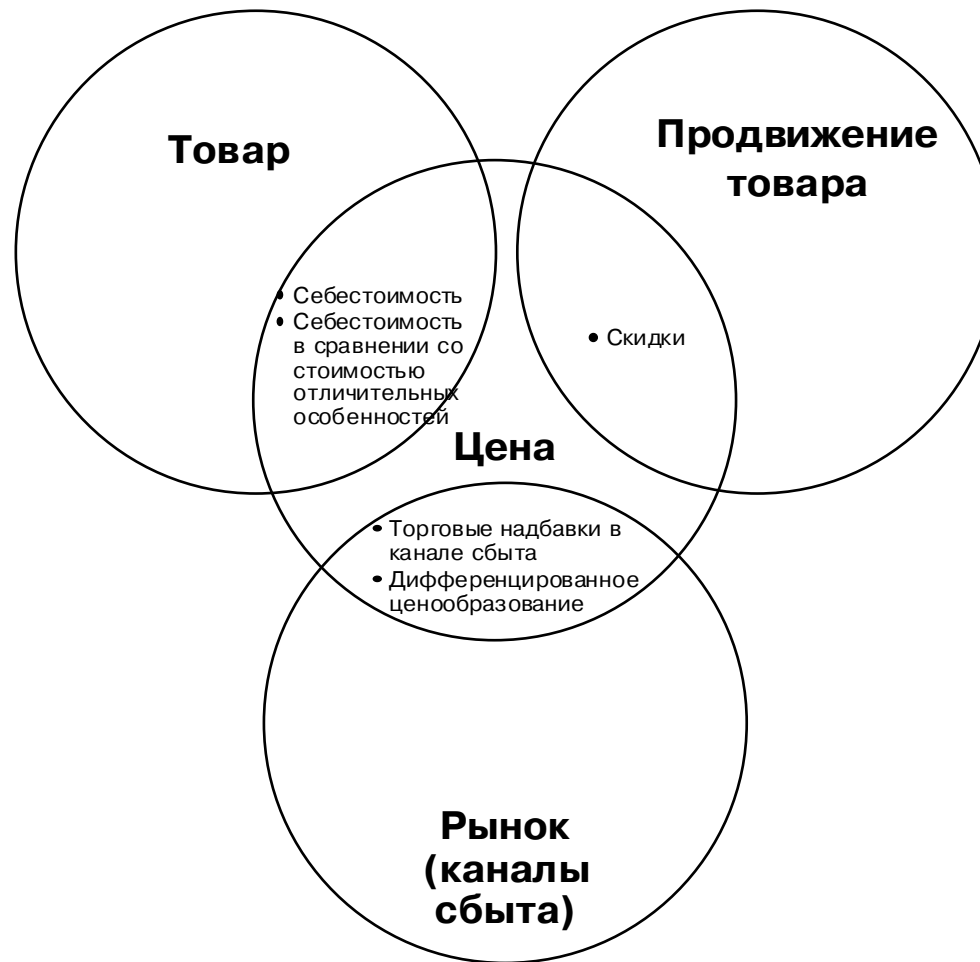 Товар
Продвижение
товара
• Себестоимость
• Себестоимость
в сравнении со
стоимостью
отличительных
особенностей
• Скидки
Цена
• Торговые надбавки в
канале сбыта
• Дифференцированное
ценообразование
Рынок
(каналы
сбыта)